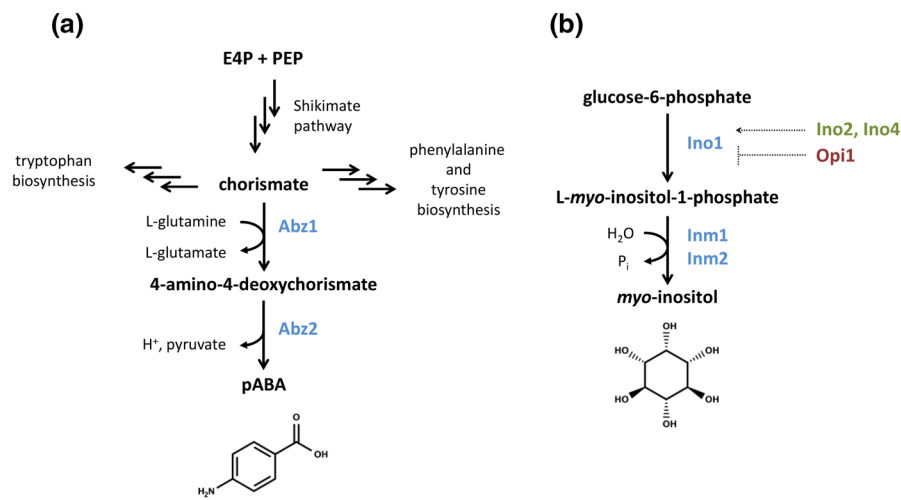 (a)
E4P + PEP
Shikimate
pathway
tryptophan
biosynthesis
chorismate
phenylalanine
and
tyrosine
biosynthesis
L-glutamine
Abz1
L-glutamate
4-amino-4-deoxychorismate
H⁺, pyruvate
Abz2
pABA
O
OH
H₂N
(b)
glucose-6-phosphate
Ino1
Ino2, Ino4
Opi1
L-myo-inositol-1-phosphate
H₂O
Inm1
Pᵢ
Inm2
myo-inositol
OH
HO
OH
HO
OH
OH